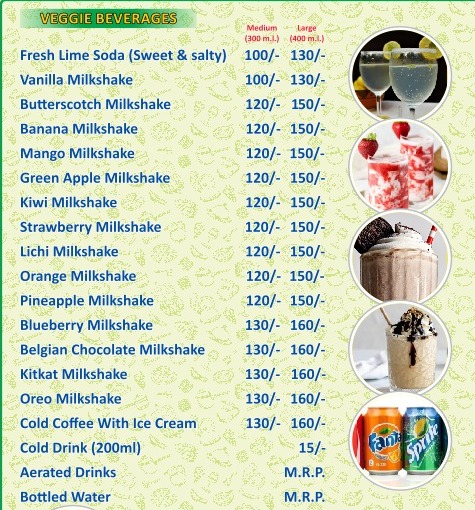 VEGGIE BEVERAGES
Medium Large
(300 m.l.) (400 m.l.)
Fresh Lime Soda (Sweet & salty) 100/- 130/-
Vanilla Milkshake 100/- 130/-
Butterscotch Milkshake 120/- 150/-
Banana Milkshake 120/- 150/-
Mango Milkshake 120/- 150/-
Green Apple Milkshake 120/- 150/-
Kiwi Milkshake 120/- 150/-
Strawberry Milkshake 120/- 150/-
Lichi Milkshake 120/- 150/-
Orange Milkshake 120/- 150/-
Pineapple Milkshake 120/- 150/-
Blueberry Milkshake 130/- 160/-
Belgian Chocolate Milkshake 130/- 160/-
Kitkat Milkshake 130/- 160/-
Oreo Milkshake 130/- 160/-
Cold Coffee With Ice Cream 130/- 160/-
Cold Drink (200ml) 15/-
Fanta Sprite
Aerated Drinks M.R.P.
Bottled Water M.R.P.